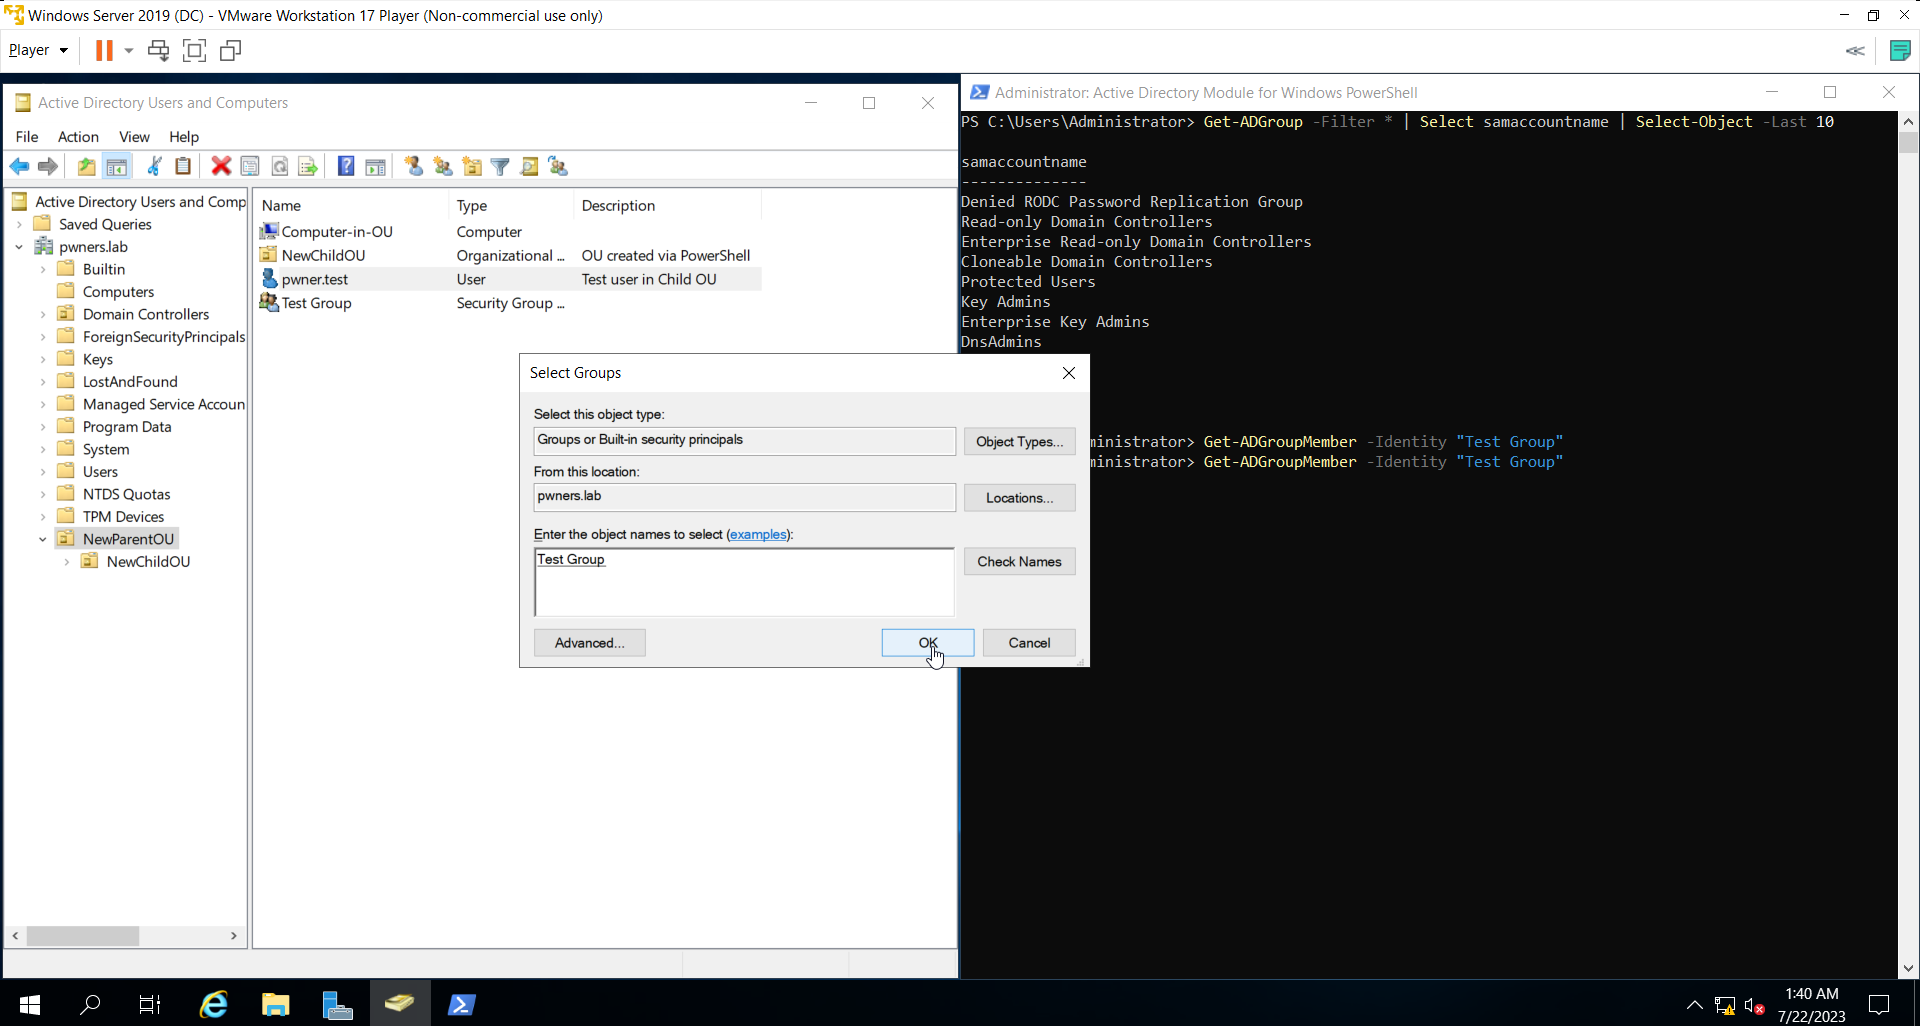 Windows Server 2019 (DC) - VMware Workstation 17 Player (Non-commercial use only)
Player
Active Directory Users and Computers
File Action View Help
Active Directory Users and Comp
Saved Queries
pwners.lab
Builtin
Computers
Domain Controllers
ForeignSecurityPrincipals
Keys
LostAndFound
Managed Service Accoun
Program Data
System
Users
NTDS Quotas
TPM Devices
NewParentOU
NewChildOU
Name Type Description
Computer-in-OU Computer
NewChildOU Organizational ... OU created via PowerShell
pwner.test User Test user in Child OU
Test Group Security Group ...
Select Groups
Select this object type:
Groups or Built-in security principals
Object Types...
From this location:
pwners.lab
Locations...
Enter the object names to select (examples):
Test Group
Check Names
Advanced...
OK
Cancel
Administrator: Active Directory Module for Windows PowerShell
PS C:\Users\Administrator> Get-ADGroup -Filter * | Select samaccountname | Select-Object -Last 10
samaccountname
--------------
Denied RODC Password Replication Group
Read-only Domain Controllers
Enterprise Read-only Domain Controllers
Cloneable Domain Controllers
Protected Users
Key Admins
Enterprise Key Admins
DnsAdmins
ministrator> Get-ADGroupMember -Identity "Test Group"
ministrator> Get-ADGroupMember -Identity "Test Group"
1:40 AM
7/22/2023